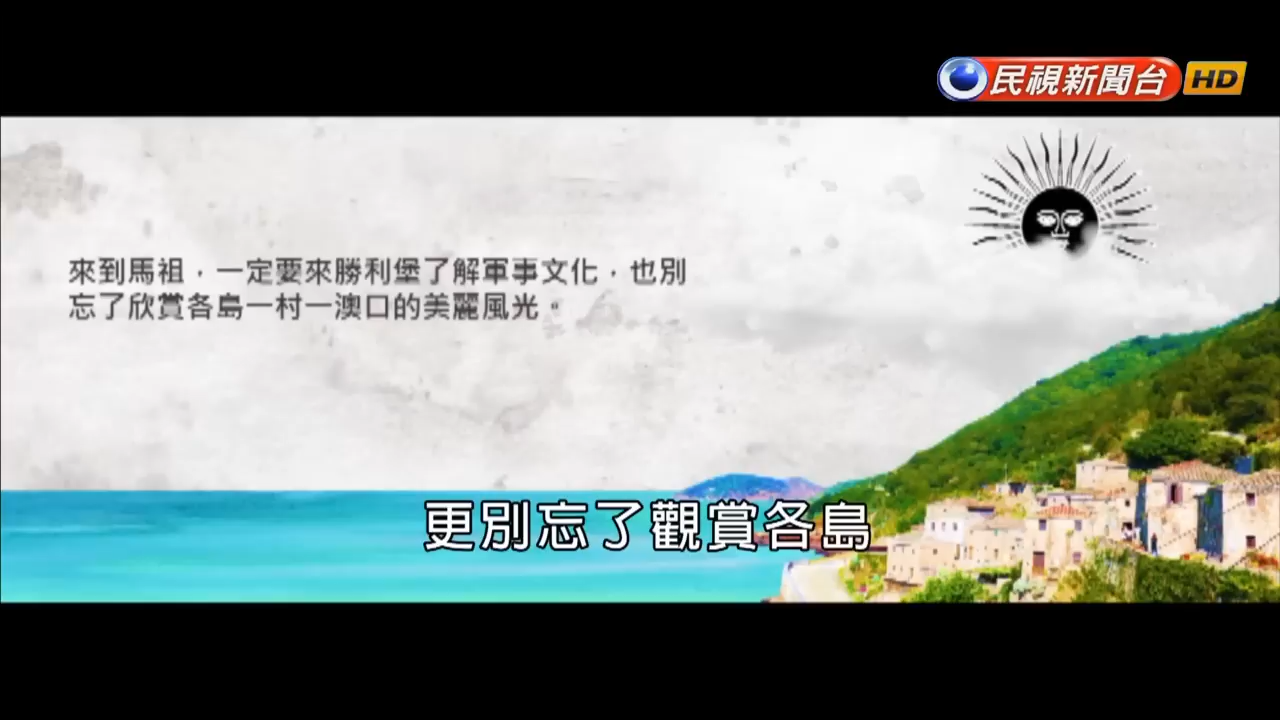 民視新聞台 HD
來到馬祖，一定要來勝利堡了解軍事文化，也別
忘了欣賞各島一村一澳口的美麗風光。
更別忘了觀賞各島